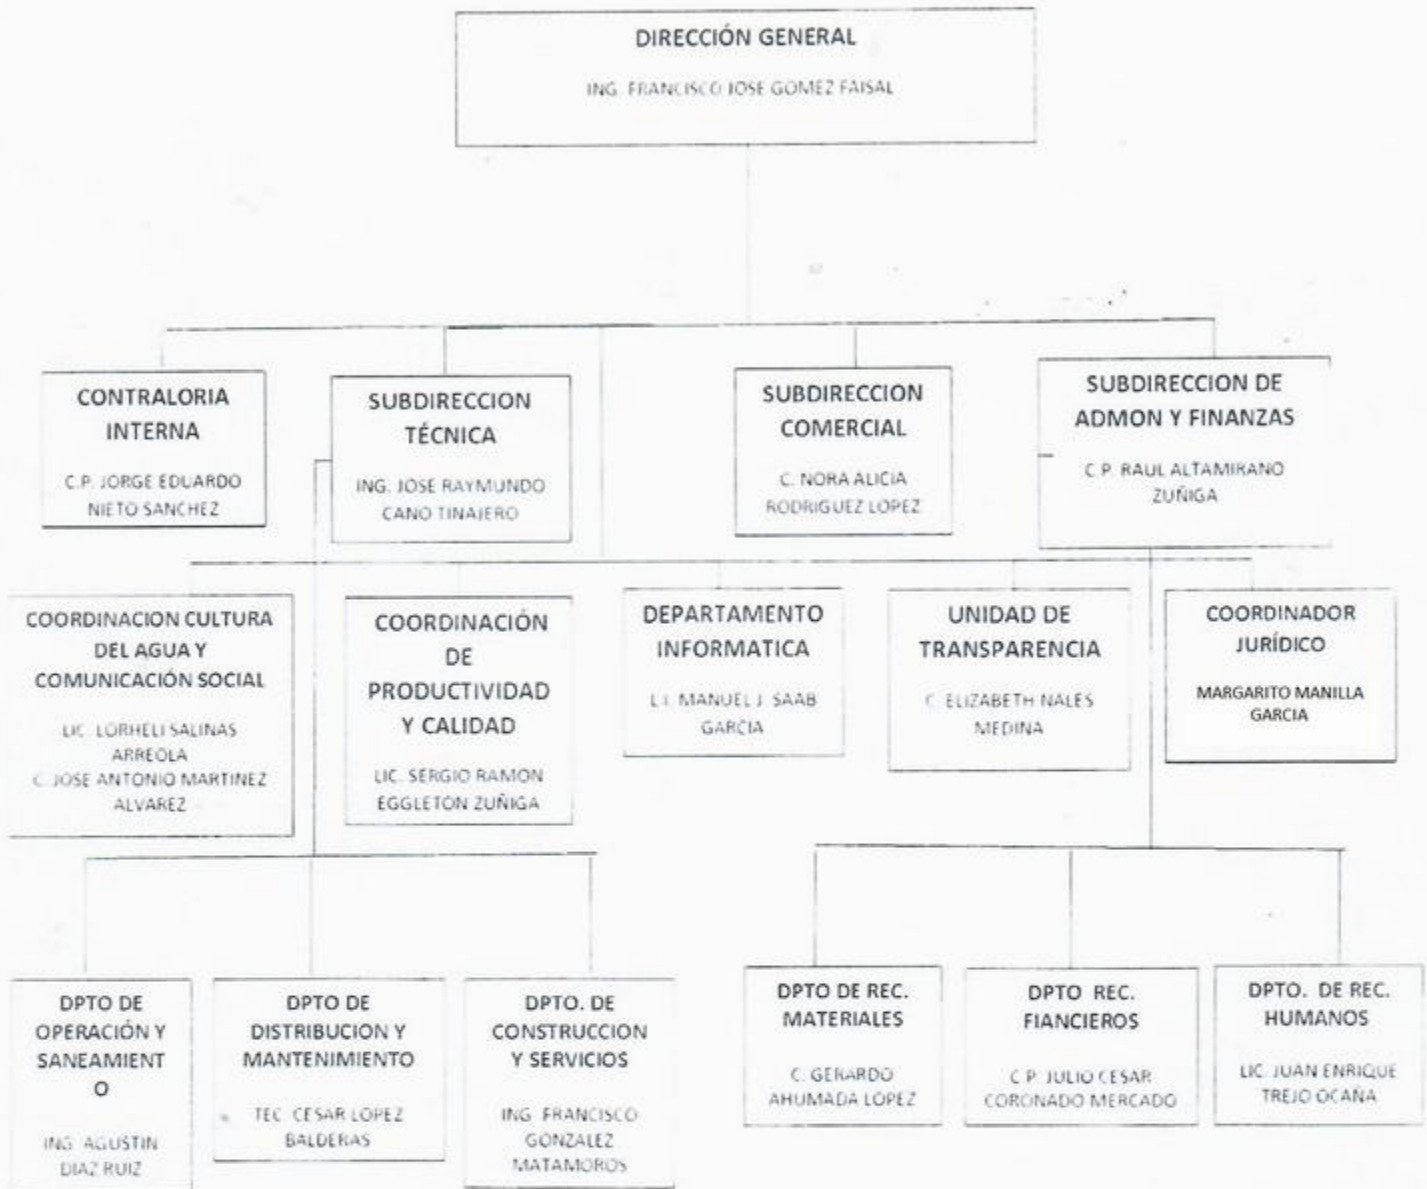 DIRECCIÓN GENERAL
ING. FRANCISCO JOSE GOMEZ FAISAL
CONTRALORIA
INTERNA
C.P. JORGE EDUARDO
NIETO SANCHEZ
SUBDIRECCION
TÉCNICA
ING. JOSE RAYMUNDO
CANO TINAJERO
SUBDIRECCION
COMERCIAL
C. NORA ALICIA
RODRIGUEZ LOPEZ
SUBDIRECCION DE
ADMON Y FINANZAS
C.P. RAUL ALTAMIRANO
ZUÑIGA
COORDINACION CULTURA
DEL AGUA Y
COMUNICACIÓN SOCIAL
LIC. LORHELI SALINAS
ARREOLA
C. JOSE ANTONIO MARTINEZ
ALVAREZ
COORDINACIÓN
DE
PRODUCTIVIDAD
Y CALIDAD
LIC. SERGIO RAMON
EGGLETON ZUÑIGA
DEPARTAMENTO
INFORMATICA
L.I. MANUEL J. SAAB
GARCIA
UNIDAD DE
TRANSPARENCIA
C. ELIZABETH NALES
MEDINA
COORDINADOR
JURÍDICO
MARGARITO MANILLA
GARCIA
DPTO DE
OPERACIÓN Y
SANEAMIENT
O
ING. AGUSTIN
DIAZ RUIZ
DPTO DE
DISTRIBUCION Y
MANTENIMIENTO
TEC. CESAR LOPEZ
BALDERAS
DPTO. DE
CONSTRUCCION
Y SERVICIOS
ING. FRANCISCO
GONZALEZ
MATAMOROS
DPTO DE REC.
MATERIALES
C. GERARDO
AHUMADA LOPEZ
DPTO REC.
FIANCIEROS
C.P. JULIO CESAR
CORONADO MERCADO
DPTO. DE REC.
HUMANOS
LIC. JUAN ENRIQUE
TREJO OCAÑA